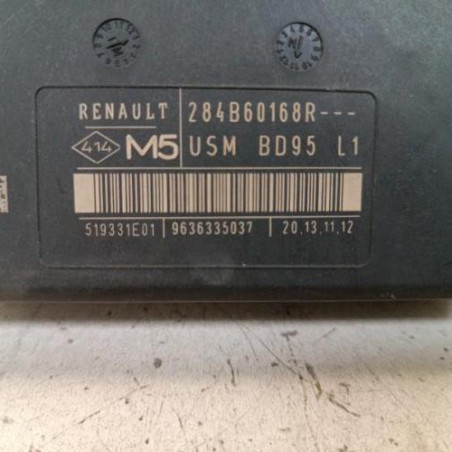 RENAULT 284B60168R---
414 M5 USM BD95 L1
519331E01 9636335037 20.13.11.12